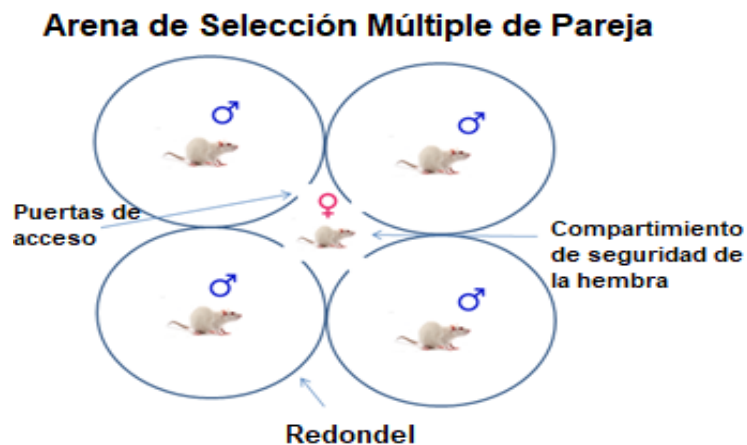 Arena de Selección Múltiple de Pareja
♂
♂
♀
Puertas de
acceso
Compartimiento
de seguridad de
la hembra
♂
♂
Redondel